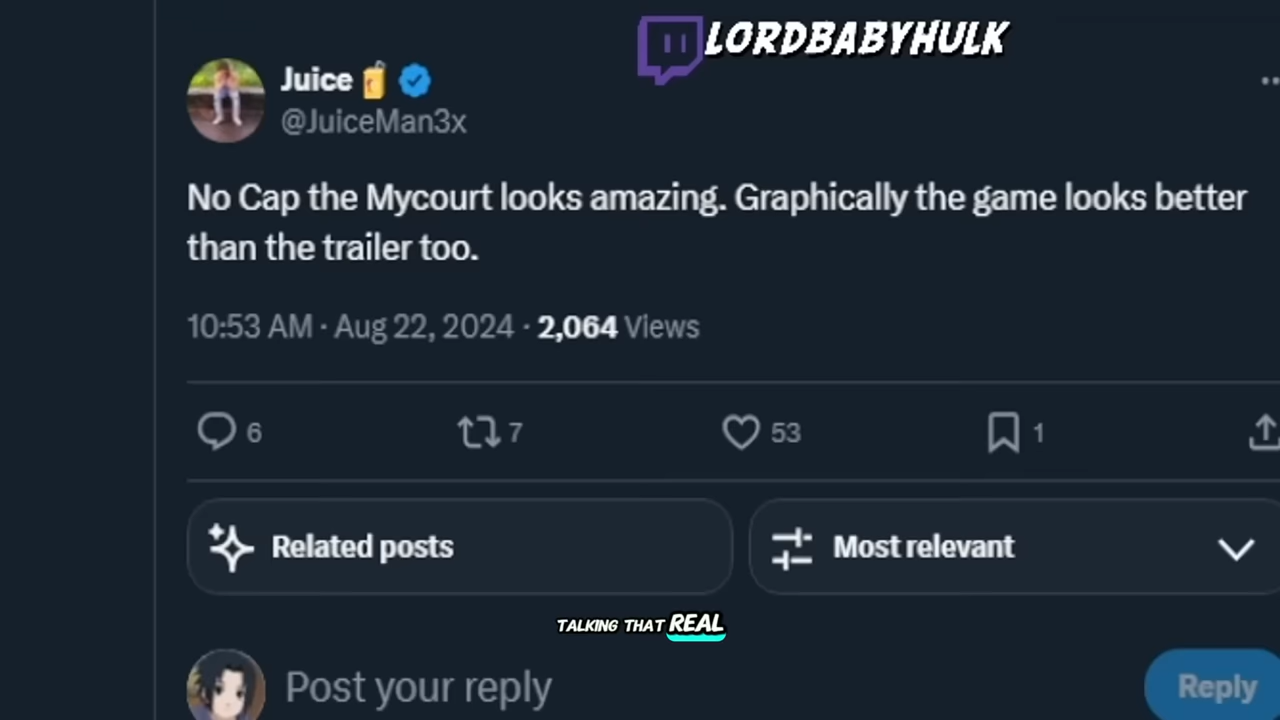 LORDBABYHULK
Juice
@JuiceMan3x
No Cap the Mycourt looks amazing. Graphically the game looks better
than the trailer too.
10:53 AM · Aug 22, 2024 · 2,064 Views
6 7 53 1
Related posts Most relevant
TALKING THAT REAL
Post your reply Reply